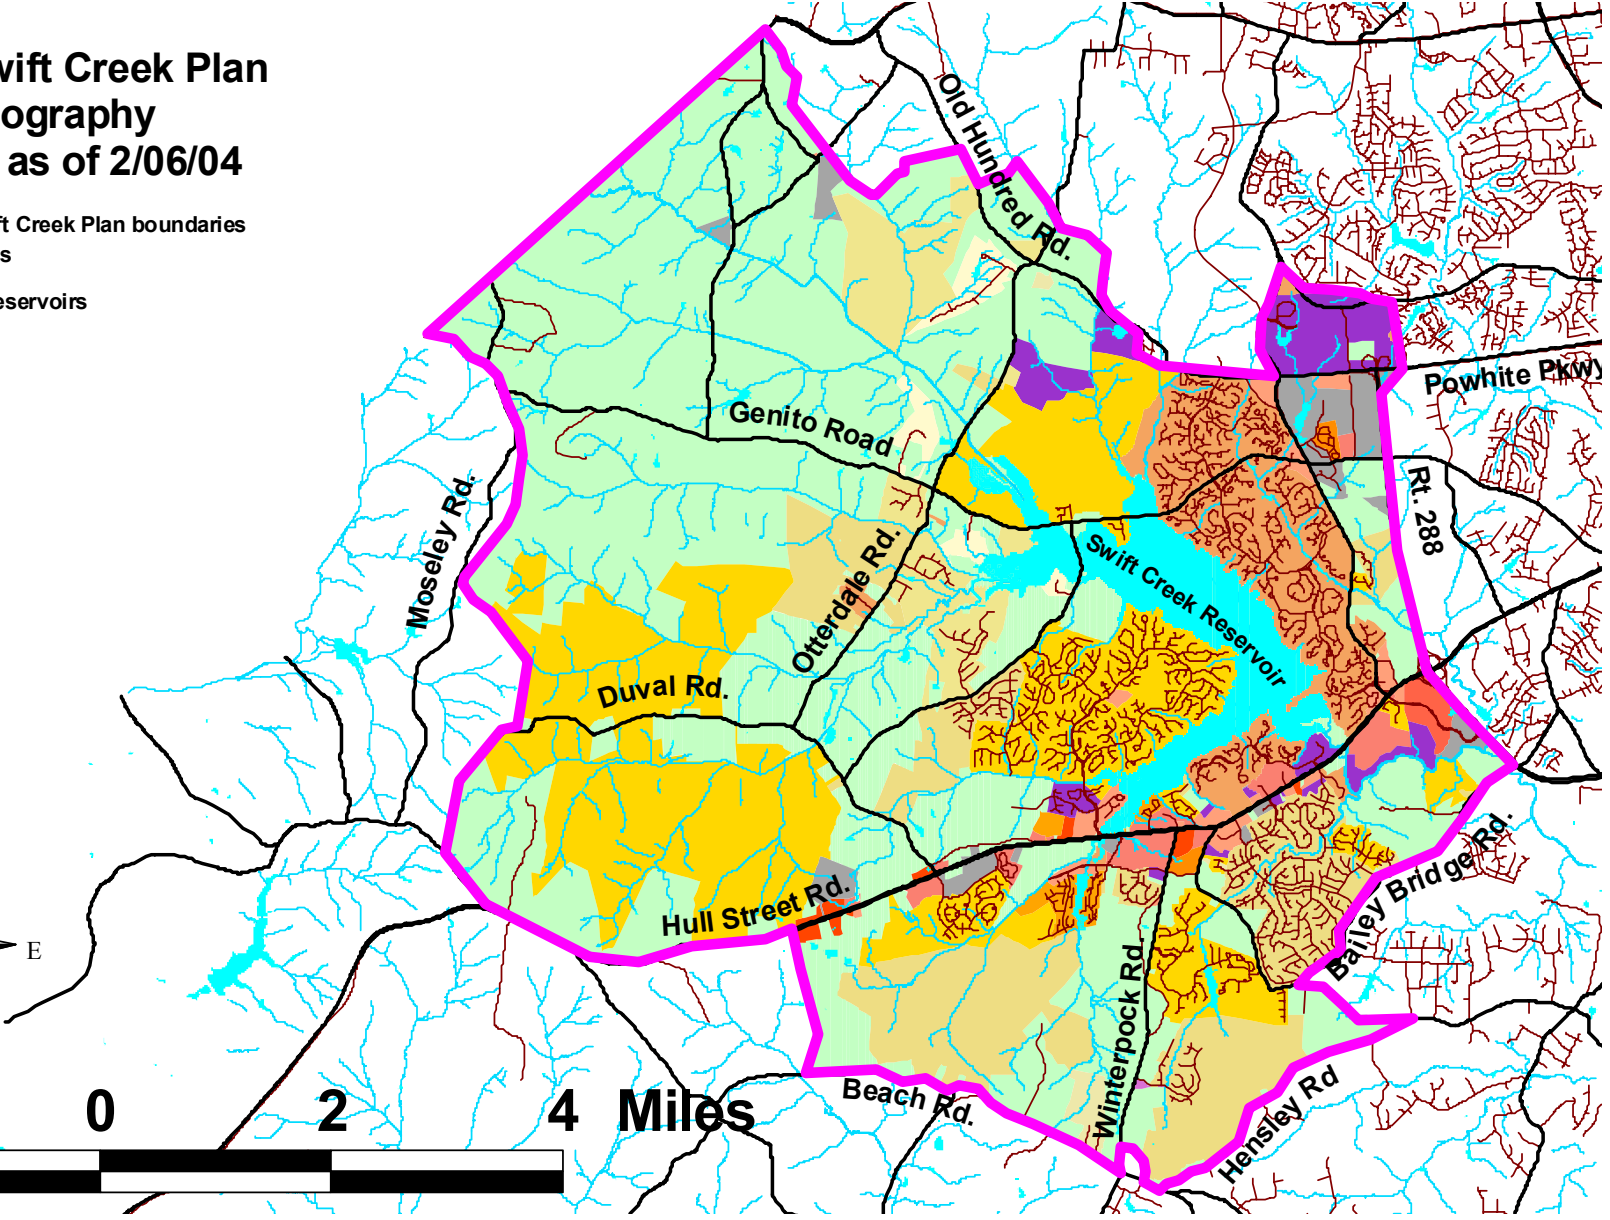 wift Creek Plan
ography
as of 2/06/04
ft Creek Plan boundaries
s
eservoirs
Old Hundred Rd.
Powhite Pkwy
Genito Road
Rt. 288
Moseley Rd.
Otterdale Rd.
Swift Creek Reservoir
Duval Rd.
Hull Street Rd.
Bailey Bridge Rd.
Winterpock Rd.
E
Beach Rd.
Hensley Rd
0 2 4 Miles